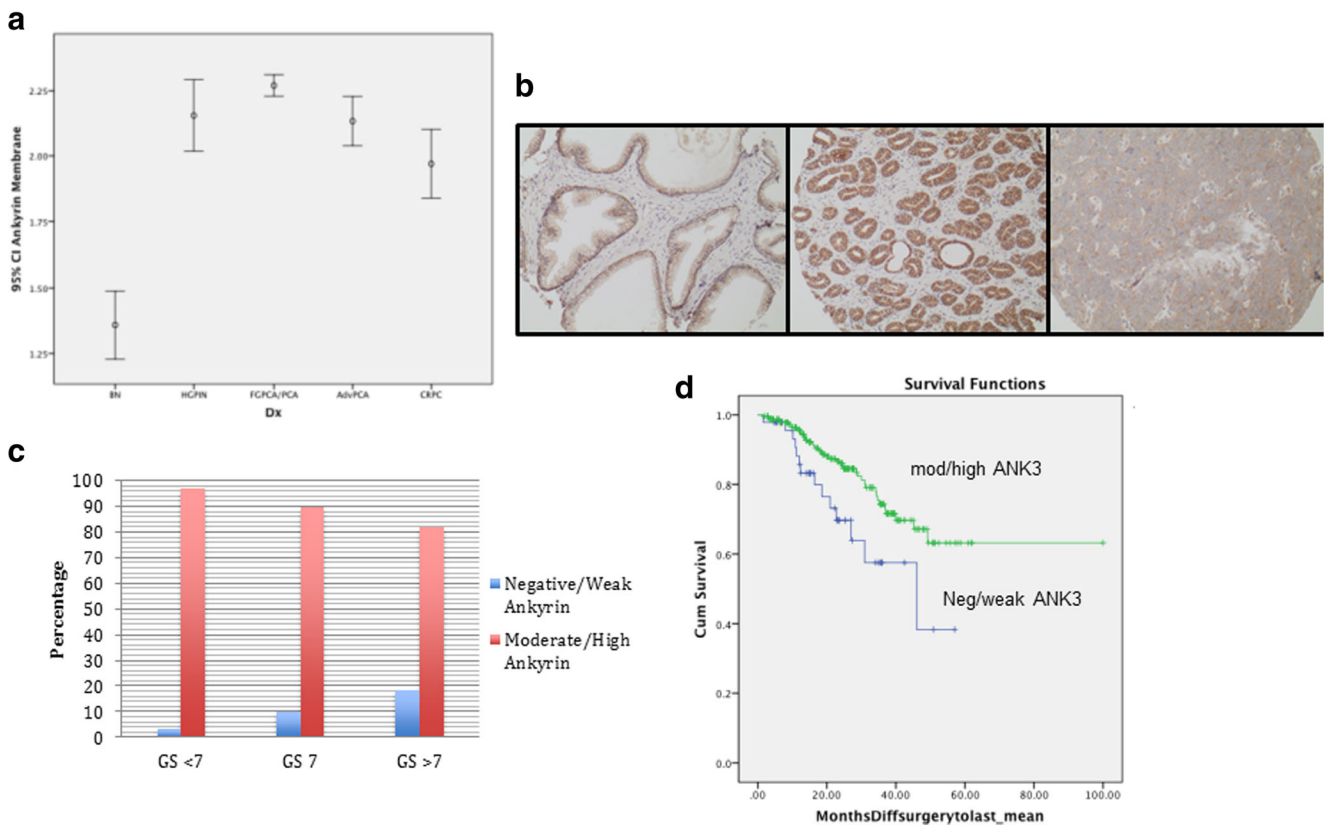 a
95% CI Ankyrin Membrane
2.25
2.00
1.75
1.50
1.25
BN
HGPIN
FGPCA/PCA
AdvPCA
CRPC
Dx
b
c
Percentage
100
90
80
70
60
50
40
30
20
10
0
GS <7
GS 7
GS >7
Negative/Weak
Ankyrin
Moderate/High
Ankyrin
d
Survival Functions
Cum Survival
1.0
0.8
0.6
0.4
0.2
0.0
mod/high ANK3
Neg/weak ANK3
.00
20.00
40.00
60.00
80.00
100.00
MonthsDiffsurgerytolast_mean